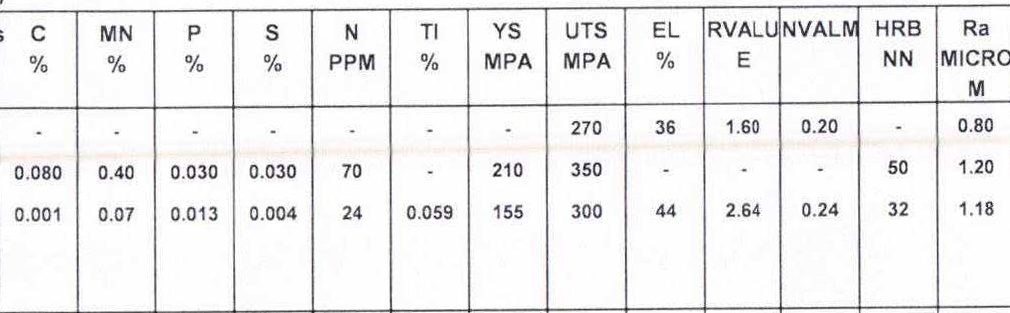 s C MN P S N TI YS UTS EL RVALU NVALM HRB Ra
% % % % PPM % MPA MPA % E NN MICRO
M
- - - - - - - 270 36 1.60 0.20 - 0.80
0.080 0.40 0.030 0.030 70 - 210 350 - - - 50 1.20
0.001 0.07 0.013 0.004 24 0.059 155 300 44 2.64 0.24 32 1.18